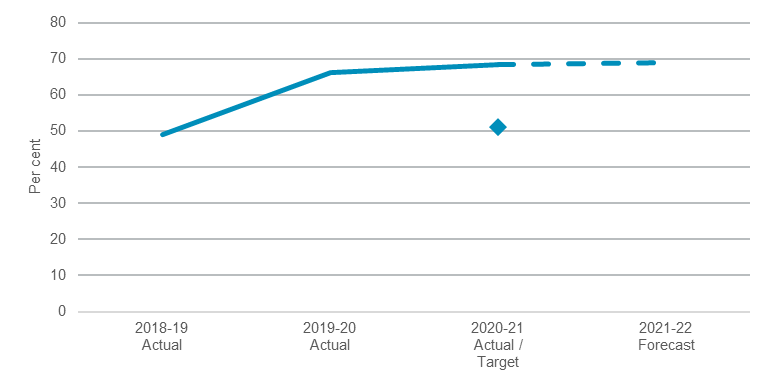 80
70
60
50
40
30
20
10
0
Per cent
2018-19
Actual
2019-20
Actual
2020-21
Actual /
Target
2021-22
Forecast